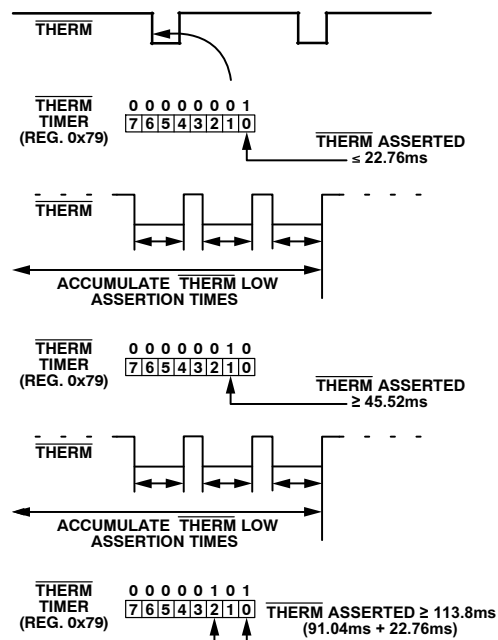 THERM
THERM
TIMER
(REG. 0x79)
0 0 0 0 0 0 0 1
7 6 5 4 3 2 1 0
THERM ASSERTED
≤ 22.76ms
THERM
ACCUMULATE THERM LOW
ASSERTION TIMES
THERM
TIMER
(REG. 0x79)
0 0 0 0 0 0 1 0
7 6 5 4 3 2 1 0
THERM ASSERTED
≥ 45.52ms
THERM
ACCUMULATE THERM LOW
ASSERTION TIMES
THERM
TIMER
(REG. 0x79)
0 0 0 0 0 1 0 1
7 6 5 4 3 2 1 0
THERM ASSERTED ≥ 113.8ms
(91.04ms + 22.76ms)